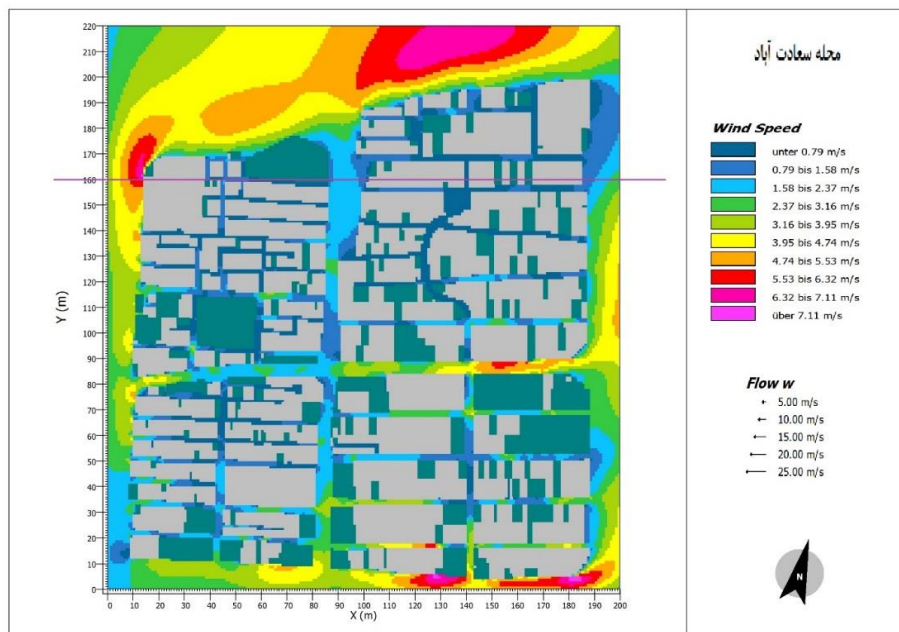 محله سعادت آباد
Wind Speed
unter 0.79 m/s
0.79 bis 1.58 m/s
1.58 bis 2.37 m/s
2.37 bis 3.16 m/s
3.16 bis 3.95 m/s
3.95 bis 4.74 m/s
4.74 bis 5.53 m/s
5.53 bis 6.32 m/s
6.32 bis 7.11 m/s
über 7.11 m/s
Flow w
5.00 m/s
10.00 m/s
15.00 m/s
20.00 m/s
25.00 m/s
N
Y (m)
220
210
200
190
180
170
160
150
140
130
120
110
100
90
80
70
60
50
40
30
20
10
0
0 10 20 30 40 50 60 70 80 90 100 110 120 130 140 150 160 170 180 190 200
X (m)